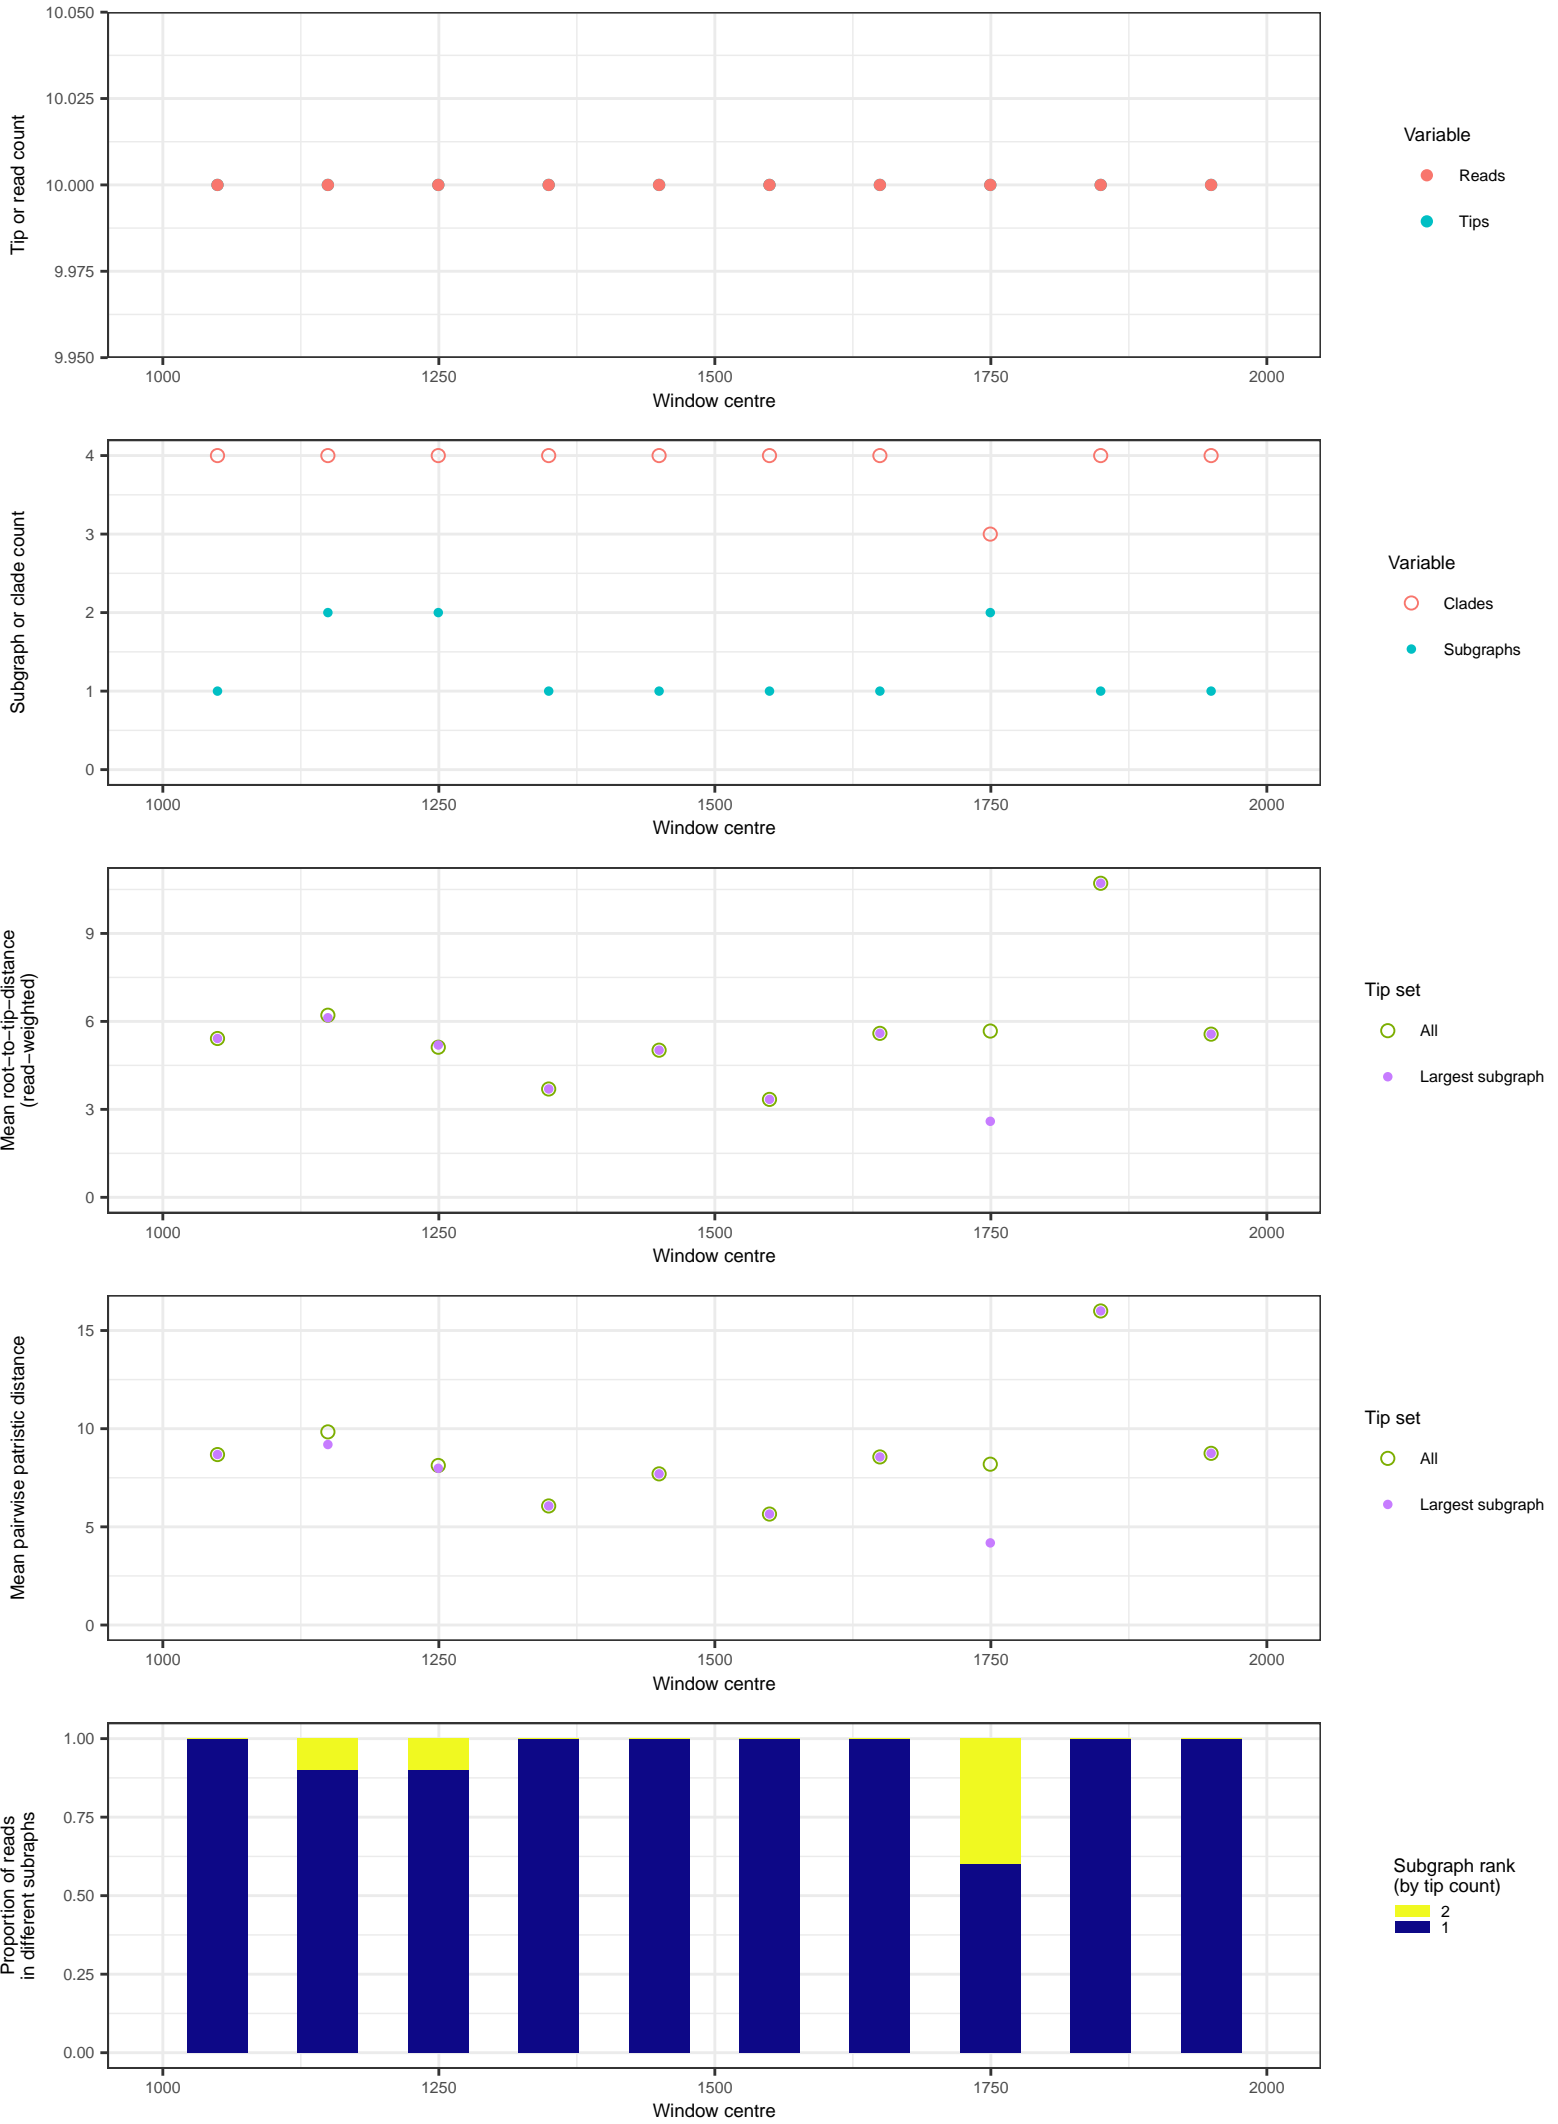 10.050
10.025
10.000
9.975
9.950
Tip or read count
1000 1250 1500 1750 2000
Window centre
Variable
Reads
Tips
4
3
2
1
0
Subgraph or clade count
1000 1250 1500 1750 2000
Window centre
Variable
Clades
Subgraphs
9
6
3
0
Mean root−to−tip−distance
(read−weighted)
1000 1250 1500 1750 2000
Window centre
Tip set
All
Largest subgraph
15
10
5
0
Mean pairwise patristic distance
1000 1250 1500 1750 2000
Window centre
Tip set
All
Largest subgraph
1.00
0.75
0.50
0.25
0.00
Proportion of reads
in different subraphs
1000 1250 1500 1750 2000
Window centre
Subgraph rank
(by tip count)
2
1